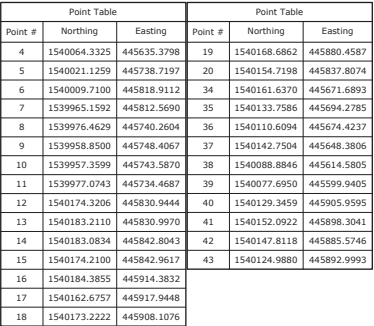 Point Table
Point # Northing Easting
4 1540064.3325 445635.3798
5 1540021.1259 445738.7197
6 1540009.7100 445818.9112
7 1539965.1592 445812.5690
8 1539976.4629 445740.2604
9 1539958.8500 445748.4067
10 1539957.3599 445743.5870
11 1539977.0743 445734.4687
12 1540174.3206 445830.9444
13 1540183.2110 445830.9970
14 1540183.0834 445842.8043
15 1540174.2100 445842.9617
16 1540184.3855 445914.3832
17 1540162.6757 445917.9448
18 1540173.2222 445908.1076
Point Table
Point # Northing Easting
19 1540168.6862 445880.4587
20 1540154.7198 445837.8074
34 1540161.6370 445671.6893
35 1540133.7586 445694.2785
36 1540110.6094 445674.4237
37 1540142.7504 445648.3806
38 1540088.8846 445614.5805
39 1540077.6950 445599.9405
40 1540129.3459 445905.9595
41 1540152.0922 445898.3041
42 1540147.8118 445885.5746
43 1540124.9880 445892.9993